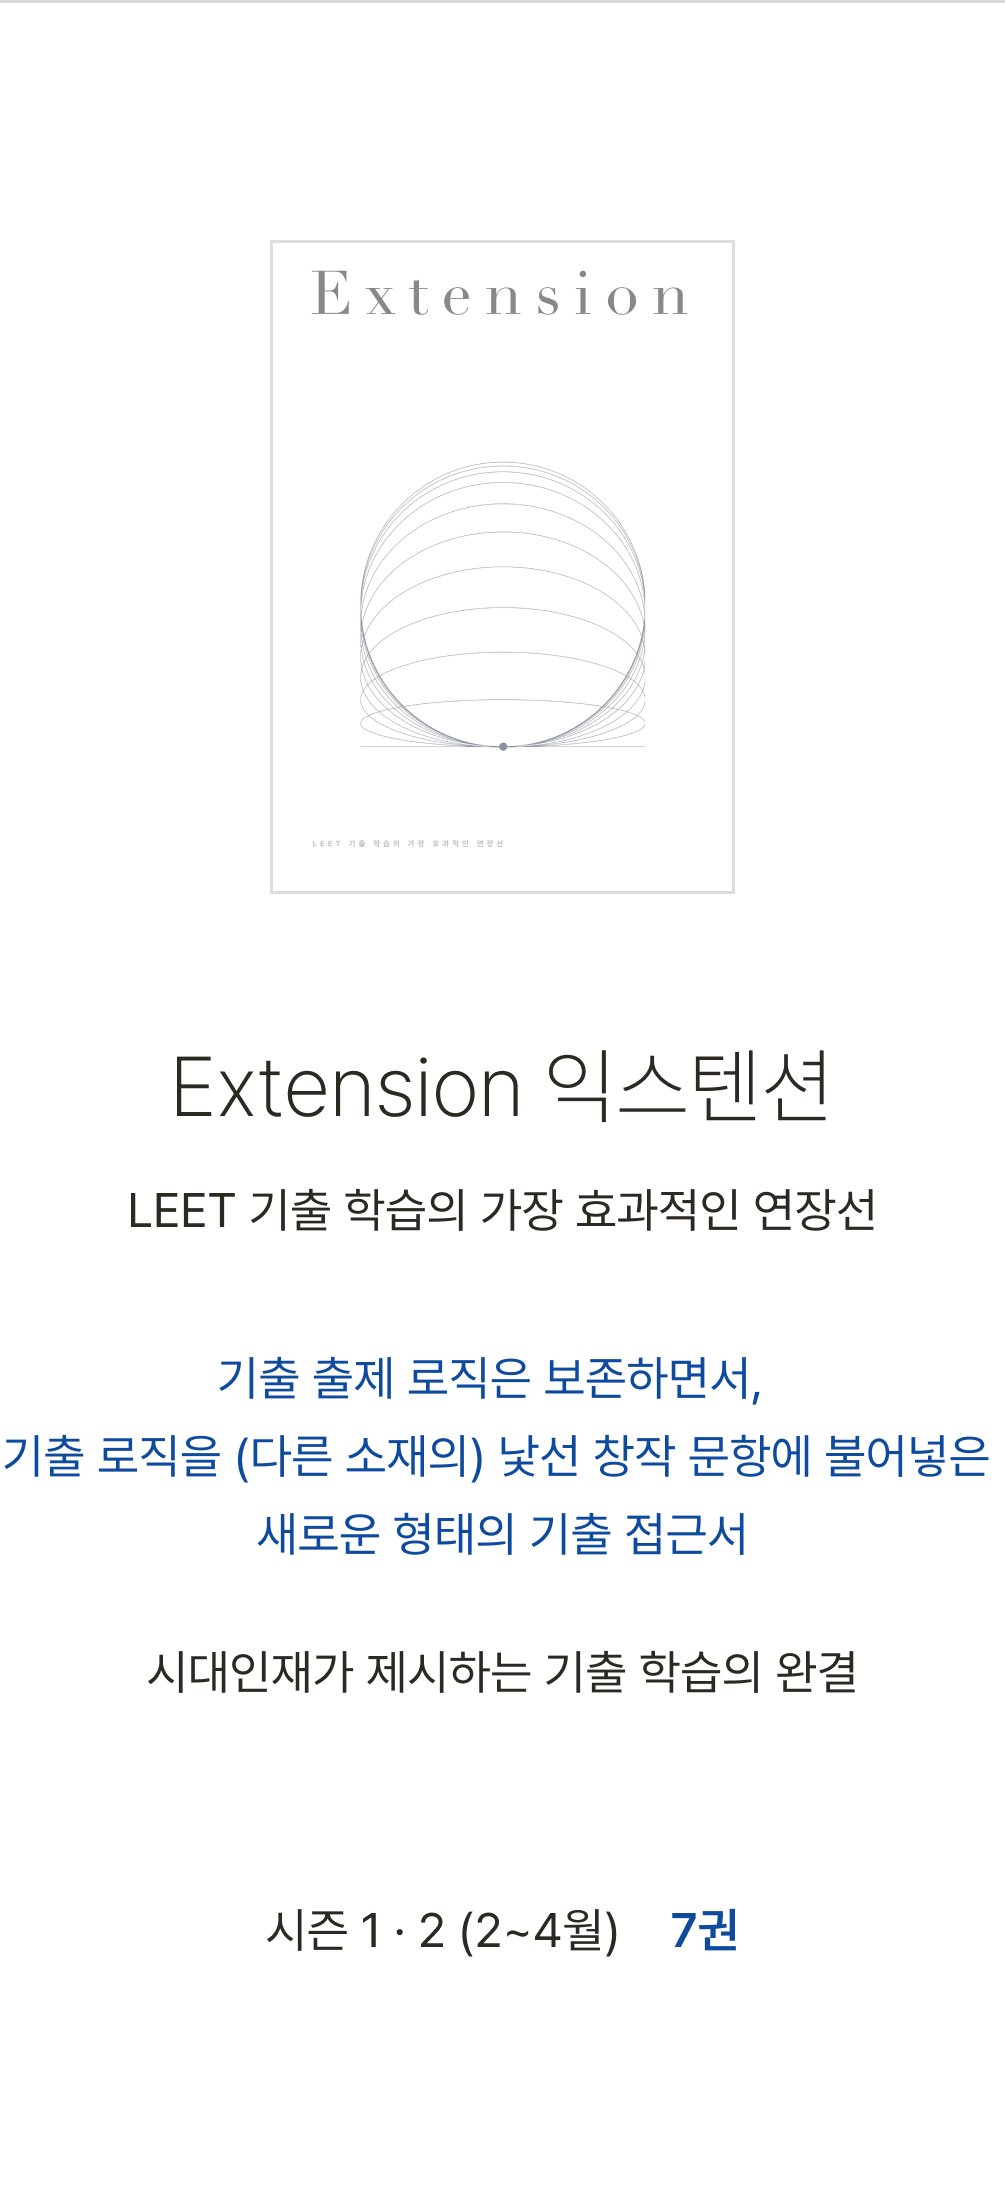 Extension
LEET 기출 학습의 가장 효과적인 연장선
Extension 익스텐션
LEET 기출 학습의 가장 효과적인 연장선
기출 출제 로직은 보존하면서,
기출 로직을 (다른 소재의) 낯선 창작 문항에 불어넣은
새로운 형태의 기출 접근서
시대인재가 제시하는 기출 학습의 완결
시즌 1 · 2 (2~4월) 7권